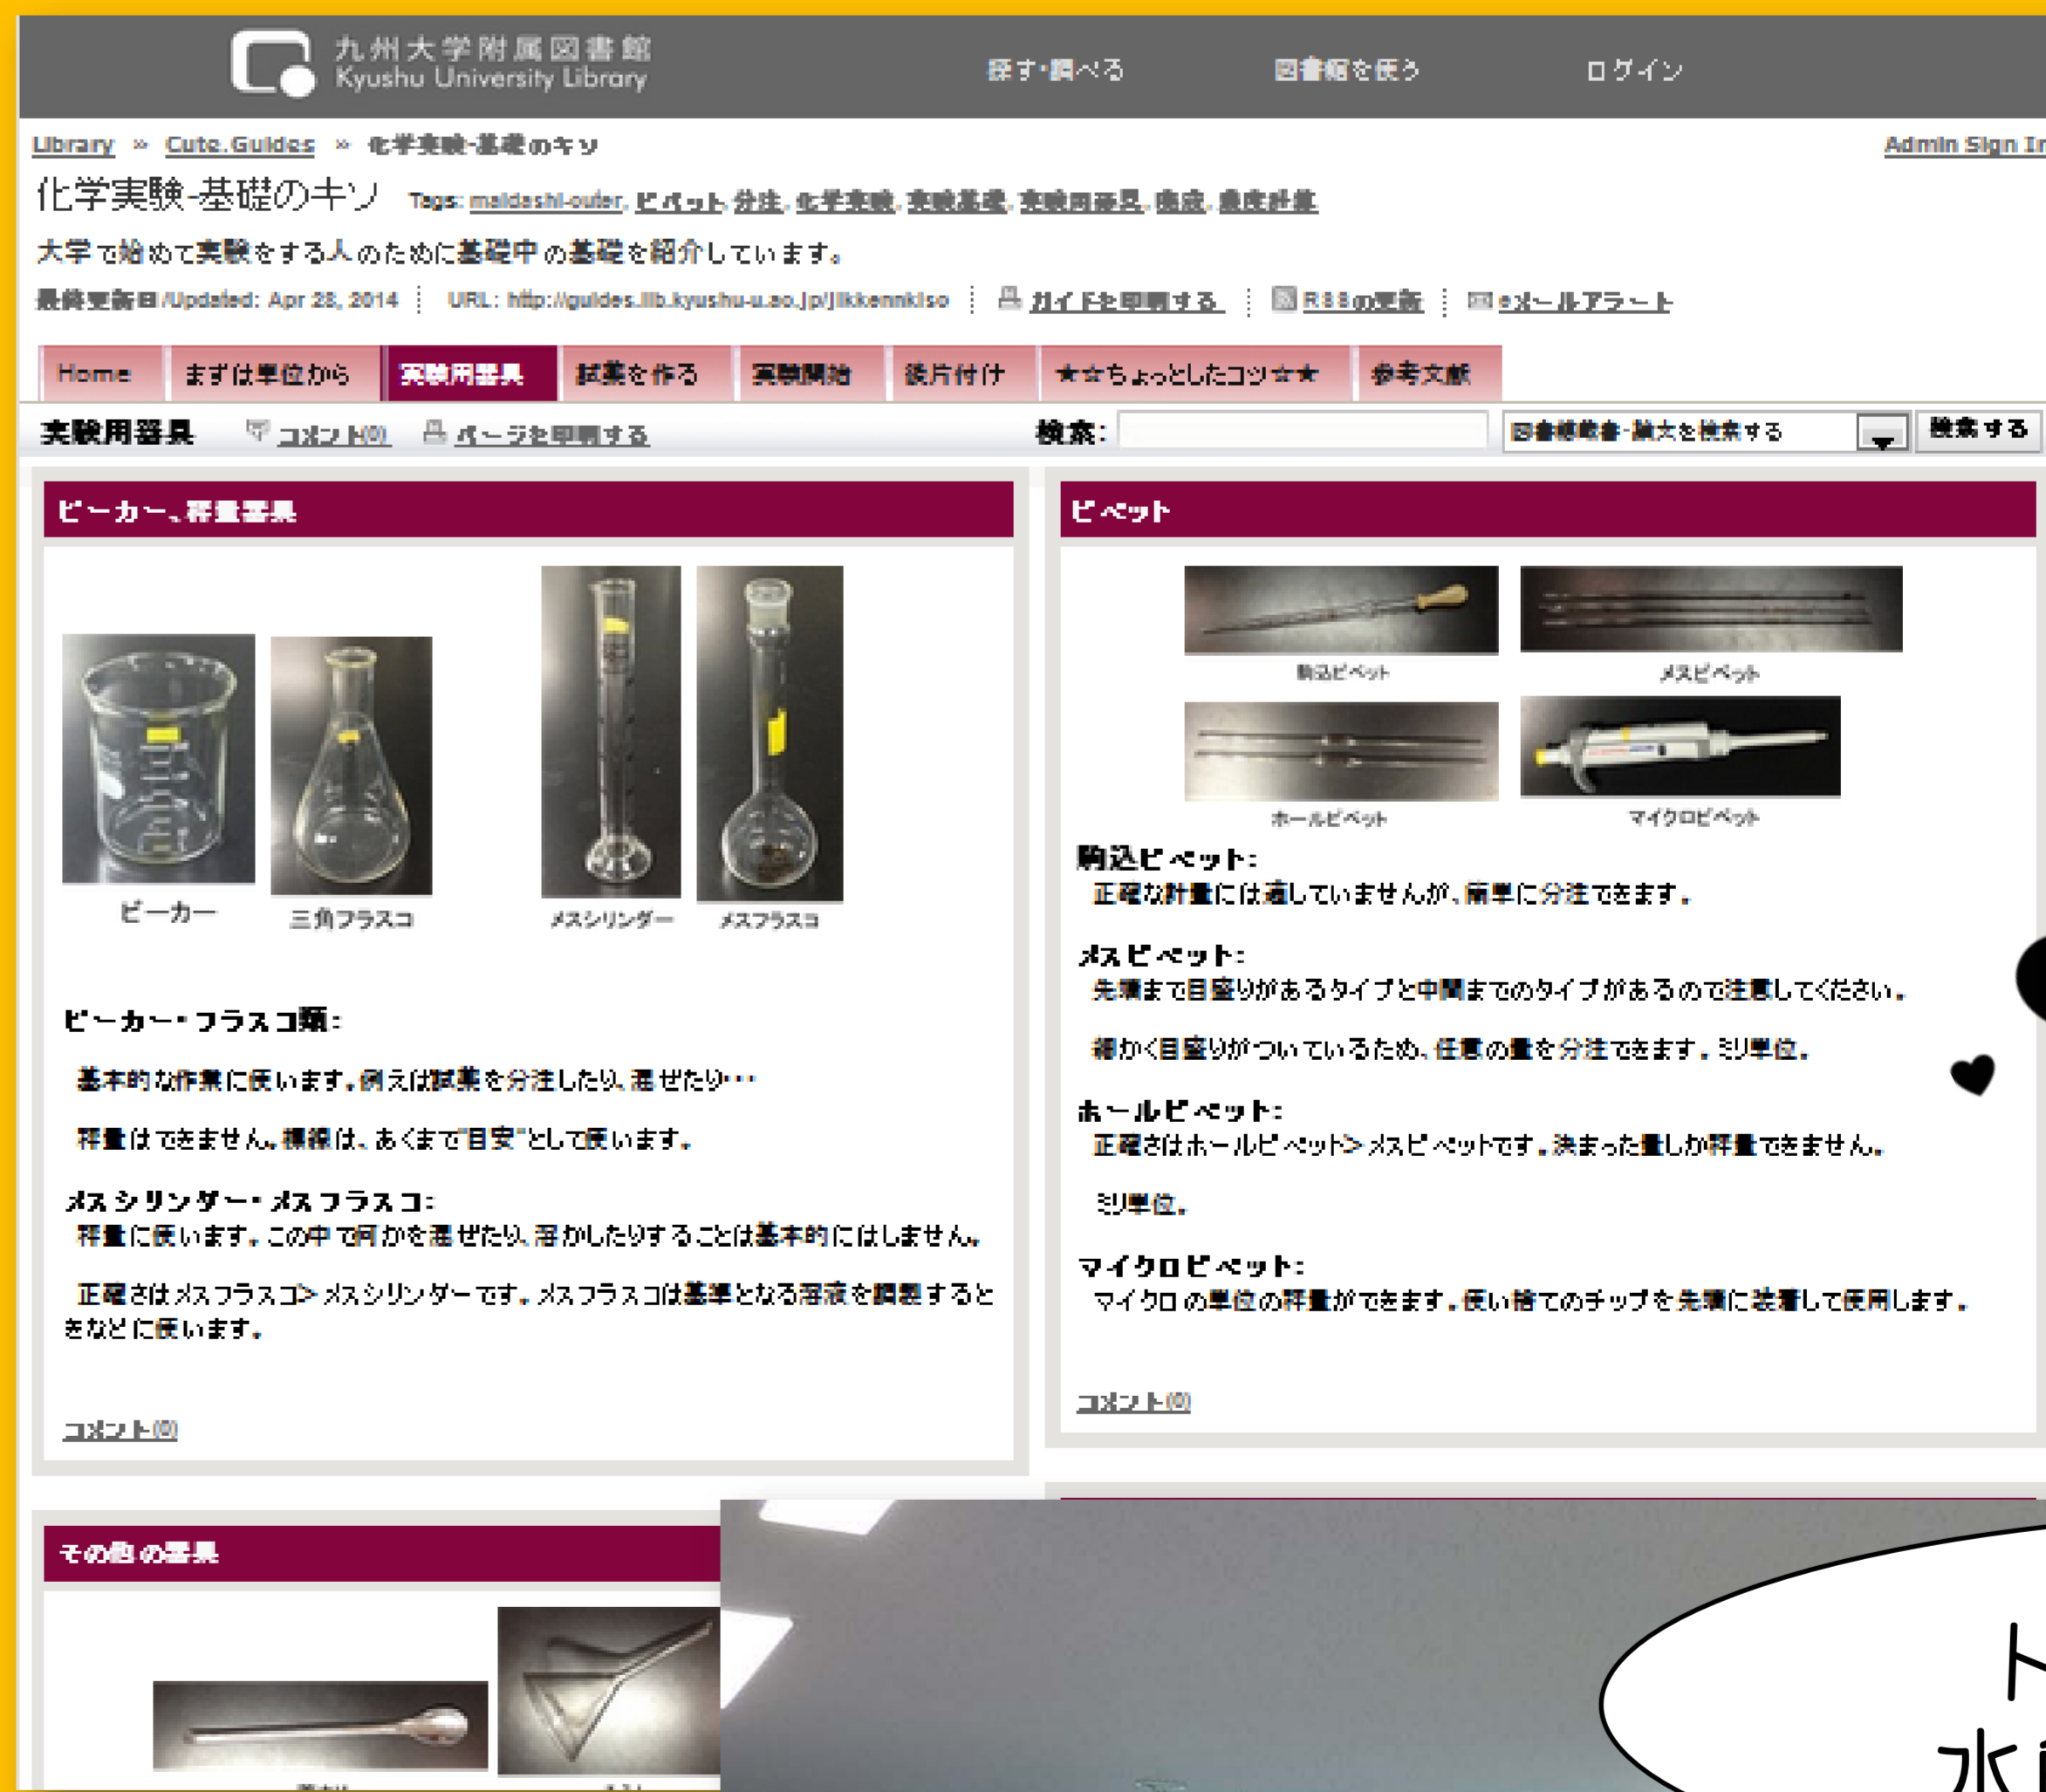 九州大学附属図書館
Kyushu University Library
探す・調べる
図書館を使う
ログイン
Library » Cute.Guides » 化学実験-基礎のキソ
Admin Sign In
化学実験-基礎のキソ
Tags: maidashi-outer, ピペット, 分注, 化学実験, 実験基礎, 実験用器具, 廃液, 濃度計算
大学で始めて実験をする人のために基礎中の基礎を紹介しています。
最終更新日/Updated: Apr 28, 2014
URL: http://guides.lib.kyushu-u.ac.jp/jikkennkiso
ガイドを印刷する
RSSの更新
eメールアラート
Home
まずは単位から
実験用器具
試薬を作る
実験開始
後片付け
★☆ちょっとしたコツ☆★
参考文献
実験用器具
コメント(0)
ページを印刷する
検索:
図書館蔵書・論文を検索する
検索する
ビーカー、秤量器具
ビーカー
三角フラスコ
メスシリンダー
メスフラスコ
ビーカー・フラスコ類:
基本的な作業に使います。例えば試薬を分注したり、混ぜたり・・・
秤量はできません。標線は、あくまで"目安"として使います。
メスシリンダー・メスフラスコ:
秤量に使います。この中で何かを混ぜたり、溶かしたりすることは基本的にはしません。
正確さはメスフラスコ>メスシリンダーです。メスフラスコは基準となる溶液を調製すると
きなどに使います。
コメント(0)
ピペット
駒込ピペット
メスピペット
ホールピペット
マイクロピペット
駒込ピペット:
正確な計量には適していませんが、簡単に分注できます。
メスピペット:
先端まで目盛りがあるタイプと中間までのタイプがあるので注意してください。
細かく目盛りがついているため、任意の量を分注できます。ミリ単位。
ホールピペット:
正確さはホールピペット>メスピペットです。決まった量しか秤量できません。
ミリ単位。
マイクロピペット:
マイクロの単位の秤量ができます。使い捨てのチップを先端に装着して使用します。
コメント(0)
その他の器具
ト
水